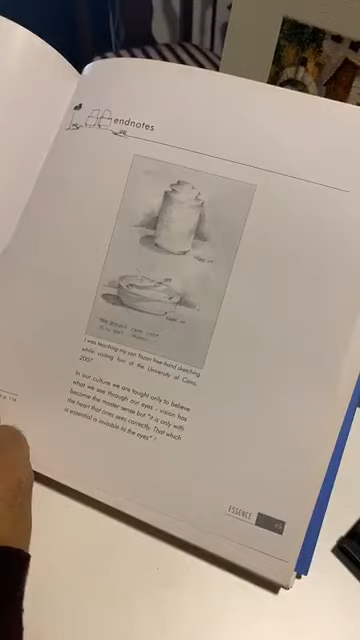 endnotes
I was teaching my son Yazan free-hand sketching
while visiting him at the University of Cairo,
2007
In our culture we are taught only to believe
what we see through our eyes - vision has
become the master sense but "it is only with
the heart that ones sees correctly. That which
is essential is invisible to the eyes"
ESSENCE